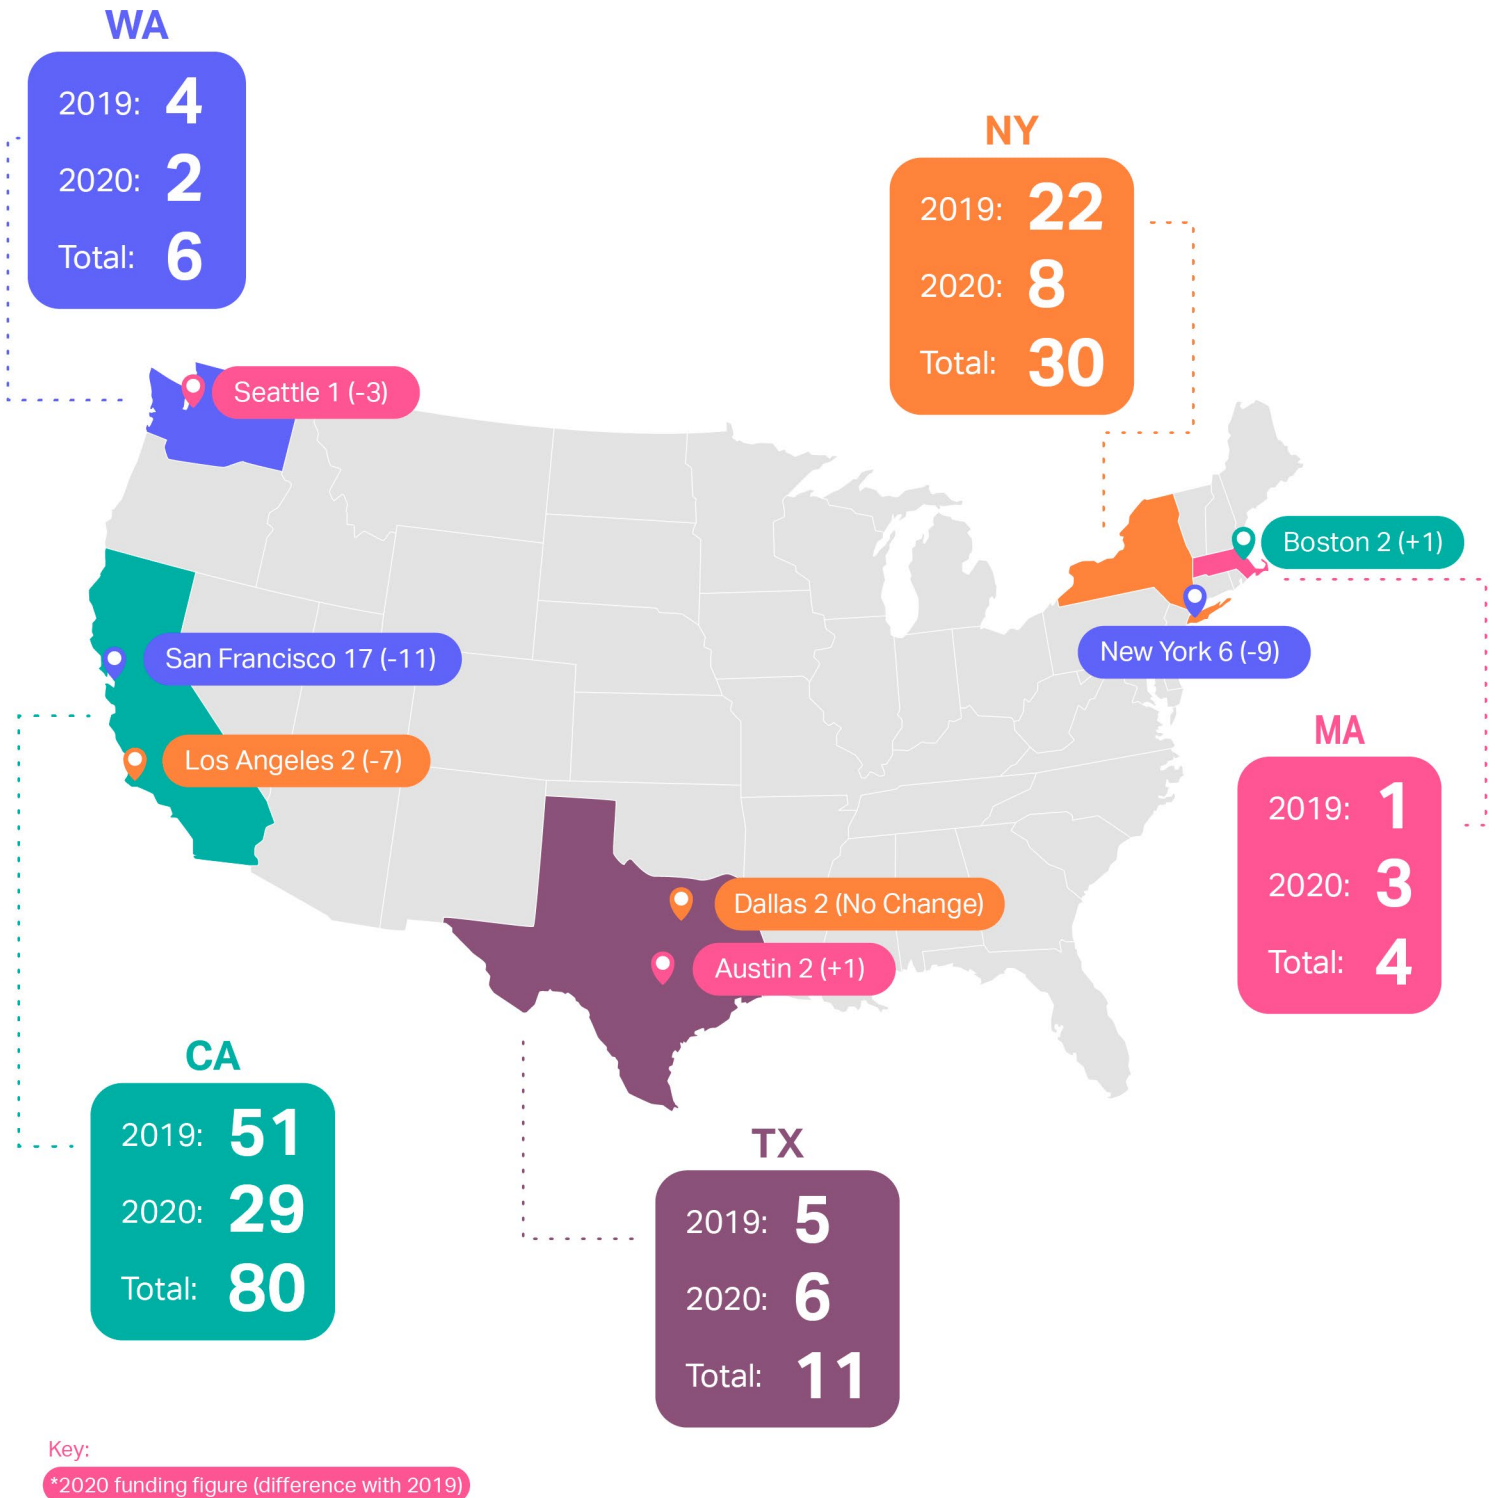 WA
2019: 4
2020: 2
Total: 6
NY
2019: 22
2020: 8
Total: 30
Seattle 1 (-3)
Boston 2 (+1)
San Francisco 17 (-11)
New York 6 (-9)
Los Angeles 2 (-7)
MA
2019: 1
2020: 3
Total: 4
Dallas 2 (No Change)
Austin 2 (+1)
CA
2019: 51
2020: 29
Total: 80
TX
2019: 5
2020: 6
Total: 11
Key:
*2020 funding figure (difference with 2019)